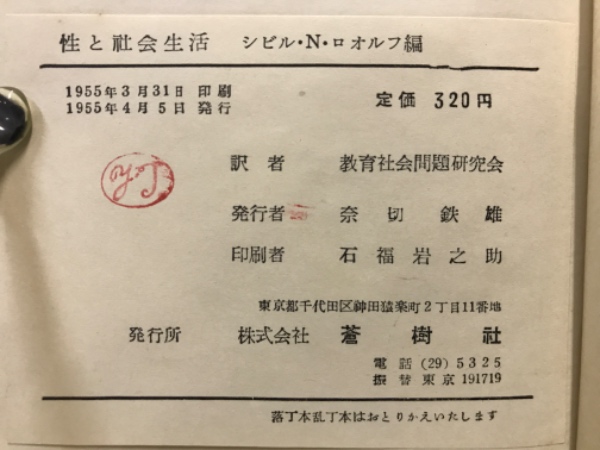 性と社会生活 シビル・N・ロオルフ編
1955年3月31日 印刷
1955年4月5日 発行
定価 320円
訳者 教育社会問題研究会
発行者 奈切鉄雄
印刷者 石福岩之助
東京都千代田区神田猿楽町2丁目11番地
発行所 株式会社 蒼樹社
電話 (29) 5325
振替 東京 191719
落丁本乱丁本はおとりかえいたします